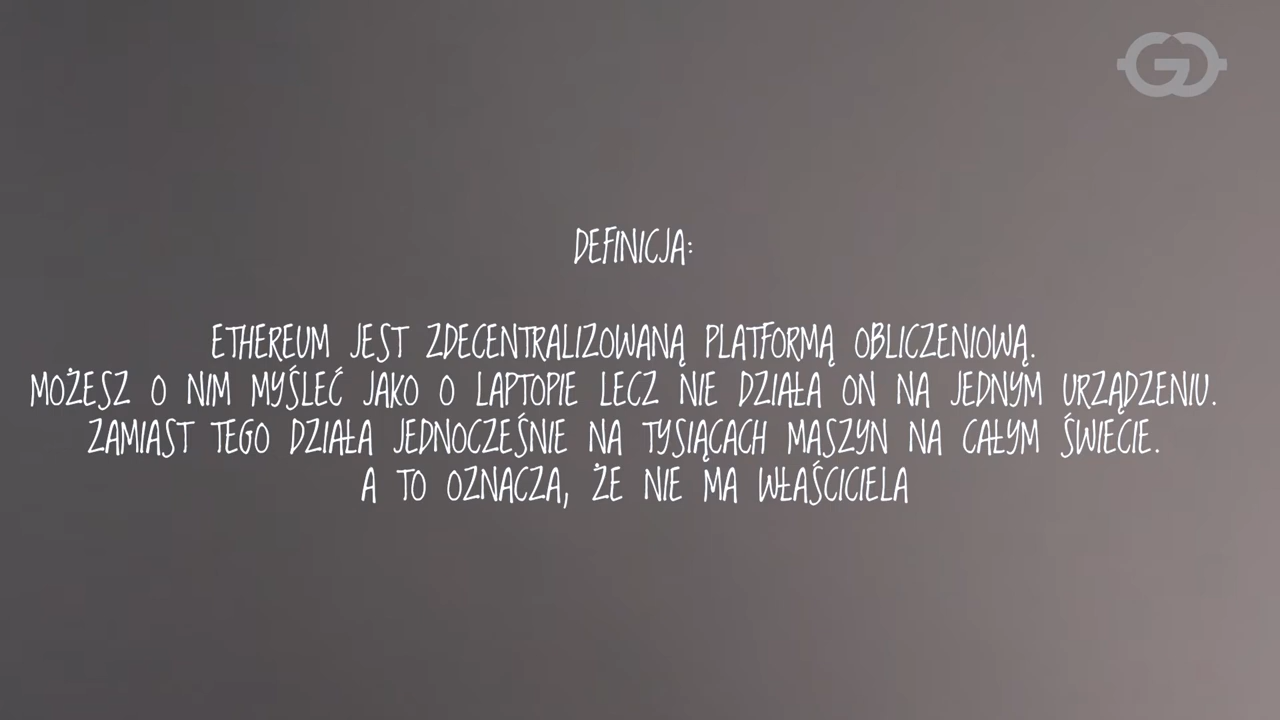 DEFINICJA:
ETHEREUM JEST ZDECENTRALIZOWANĄ PLATFORMĄ OBLICZENIOWĄ.
MOŻESZ O NIM MYŚLEĆ JAKO O LAPTOPIE LECZ NIE DZIAŁA ON NA JEDNYM URZĄDZENIU.
ZAMIAST TEGO DZIAŁA JEDNOCZEŚNIE NA TYSIĄCACH MASZYN NA CAŁYM ŚWIECIE.
A TO OZNACZA, ŻE NIE MA WŁAŚCICIELA